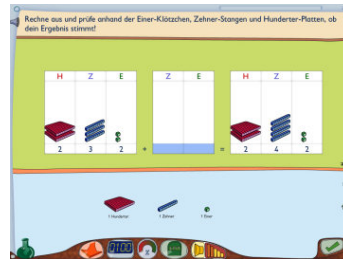 Rechne aus und prüfe anhand der Einer-Klötzchen, Zehner-Stangen und Hunderter-Platten, ob
dein Ergebnis stimmt!
H Z E Z E H Z E
2 3 2 + = 2 4 2
1 Hunderter 1 Zehner 1 Einer
0100